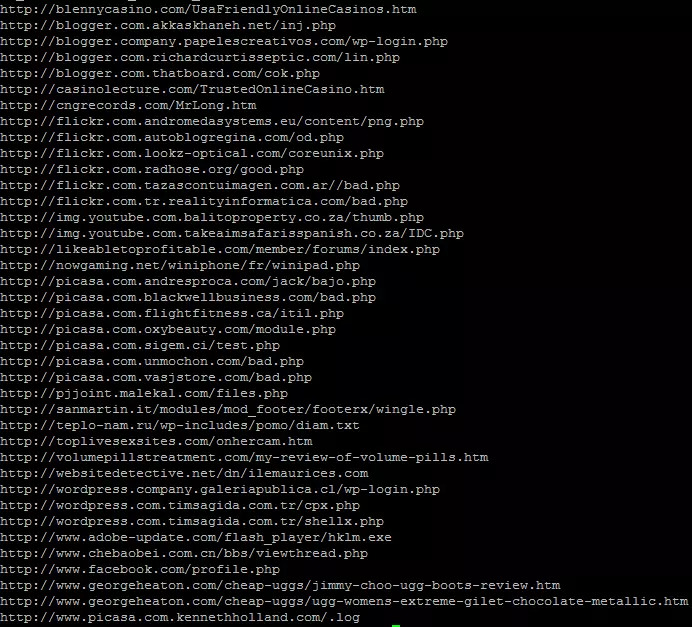 http://blennycasino.com/UsaFriendlyOnlineCasinos.htm
http://blogger.com.akkaskhaneh.net/inj.php
http://blogger.company.papelescreativos.com/wp-login.php
http://blogger.com.richardcurtisseptic.com/lin.php
http://blogger.com.thatboard.com/cok.php
http://casinolecture.com/TrustedOnlineCasino.htm
http://cngrecords.com/MrLong.htm
http://flickr.com.andromedasystems.eu/content/png.php
http://flickr.com.autoblogregina.com/od.php
http://flickr.com.lookz-optical.com/coreunix.php
http://flickr.com.radhose.org/good.php
http://flickr.com.tazascontuimagen.com.ar//bad.php
http://flickr.com.tr.realityinformatica.com/bad.php
http://img.youtube.com.balitoproperty.co.za/thumb.php
http://img.youtube.com.takeaimsafarisspanish.co.za/IDC.php
http://likeabletoprofitable.com/member/forums/index.php
http://nowgaming.net/winiphone/fr/winipad.php
http://picasa.com.andresproca.com/jack/bajo.php
http://picasa.com.blackwellbusiness.com/bad.php
http://picasa.com.flightfitness.ca/itil.php
http://picasa.com.oxybeauty.com/module.php
http://picasa.com.sigem.ci/test.php
http://picasa.com.unmochon.com/bad.php
http://picasa.com.vasjstore.com/bad.php
http://pjjoint.malekal.com/files.php
http://sanmartin.it/modules/mod_footer/footerx/wingle.php
http://teplo-nam.ru/wp-includes/pomo/diam.txt
http://toplivesexsites.com/onhercam.htm
http://volumepillstreatment.com/my-review-of-volume-pills.htm
http://websitedetective.net/dn/ilemaurices.com
http://wordpress.company.galeriapublica.cl/wp-login.php
http://wordpress.com.timsagida.com.tr/cpx.php
http://wordpress.com.timsagida.com.tr/shellx.php
http://www.adobe-update.com/flash_player/hklm.exe
http://www.chebaobei.com.cn/bbs/viewthread.php
http://www.facebook.com/profile.php
http://www.georgeheaton.com/cheap-uggs/jimmy-choo-ugg-boots-review.htm
http://www.georgeheaton.com/cheap-uggs/ugg-womens-extreme-gilet-chocolate-metallic.htm
http://www.picasa.com.kennethholland.com/.log